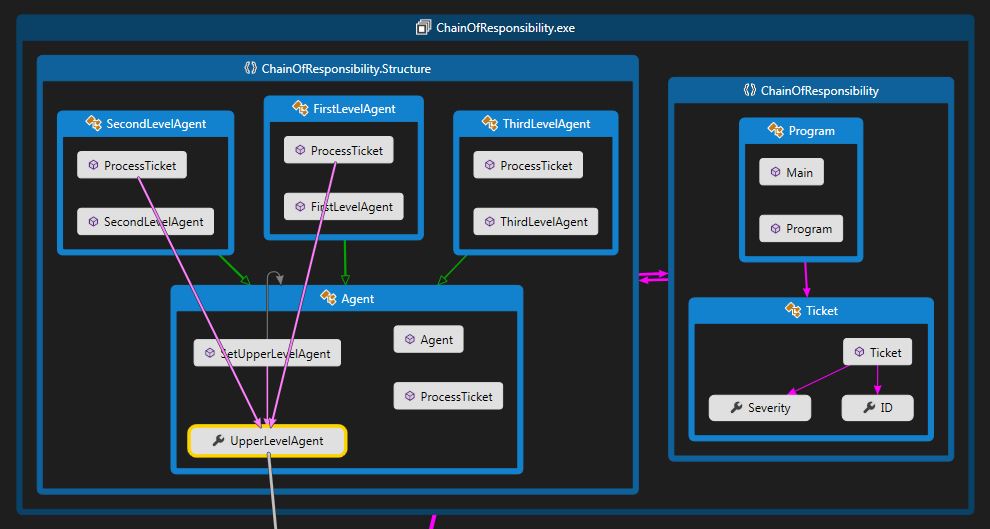 ChainOfResponsibility.exe
ChainOfResponsibility.Structure
SecondLevelAgent
ProcessTicket
SecondLevelAgent
FirstLevelAgent
ProcessTicket
FirstLevelAgent
ThirdLevelAgent
ProcessTicket
ThirdLevelAgent
Agent
SetUpperLevelAgent
Agent
ProcessTicket
UpperLevelAgent
ChainOfResponsibility
Program
Main
Program
Ticket
Ticket
Severity
ID